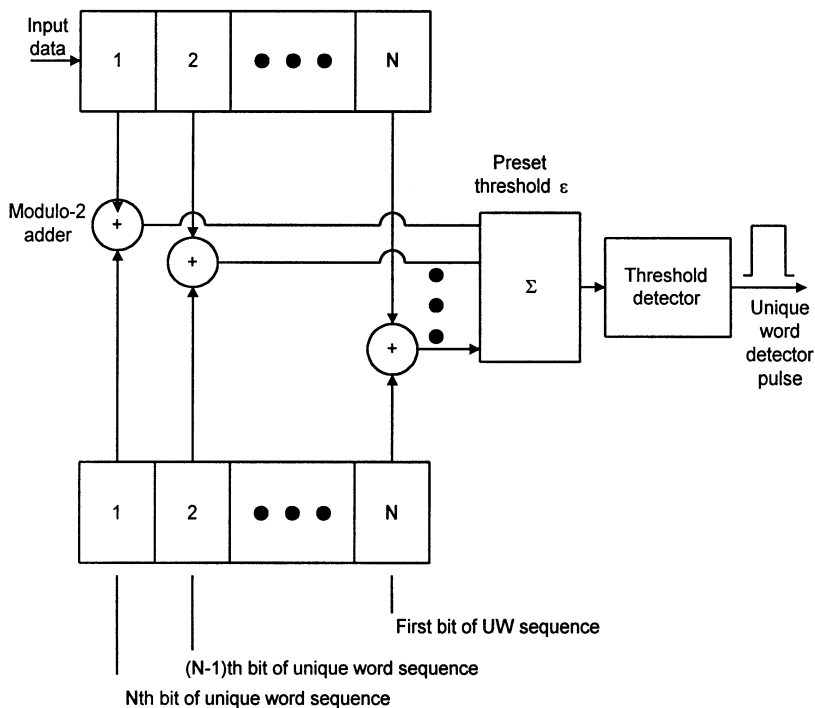 Input
data
1 2 N
Preset
threshold ε
Modulo-2
adder
+
+
+
Σ
Threshold
detector
Unique
word
detector
pulse
1 2 N
First bit of UW sequence
(N-1)th bit of unique word sequence
Nth bit of unique word sequence